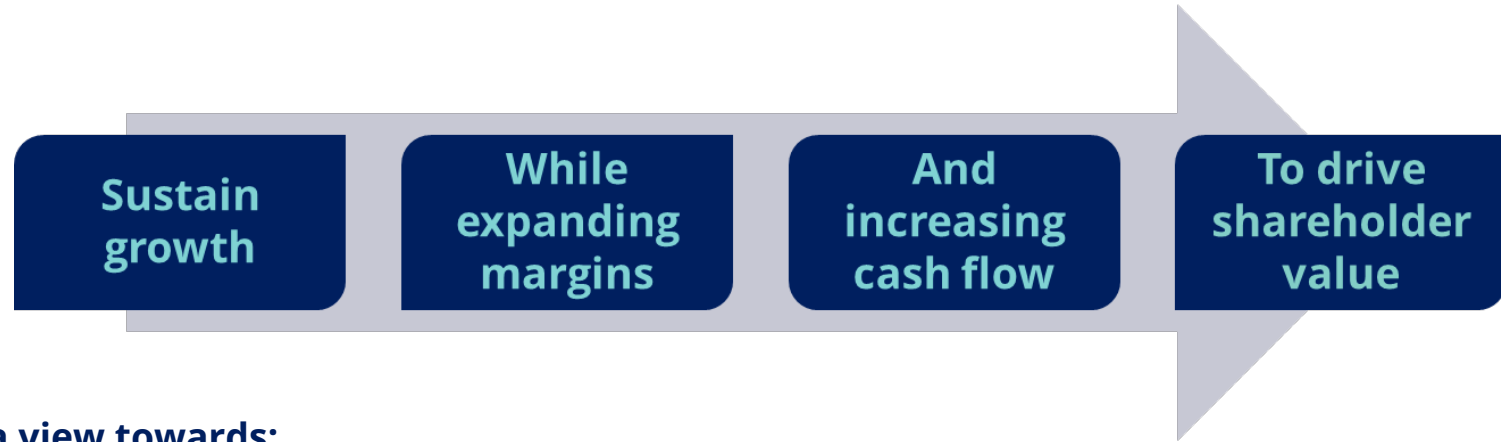 Sustain
growth
While
expanding
margins
And
increasing
cash flow
To drive
shareholder
value
a view towards: